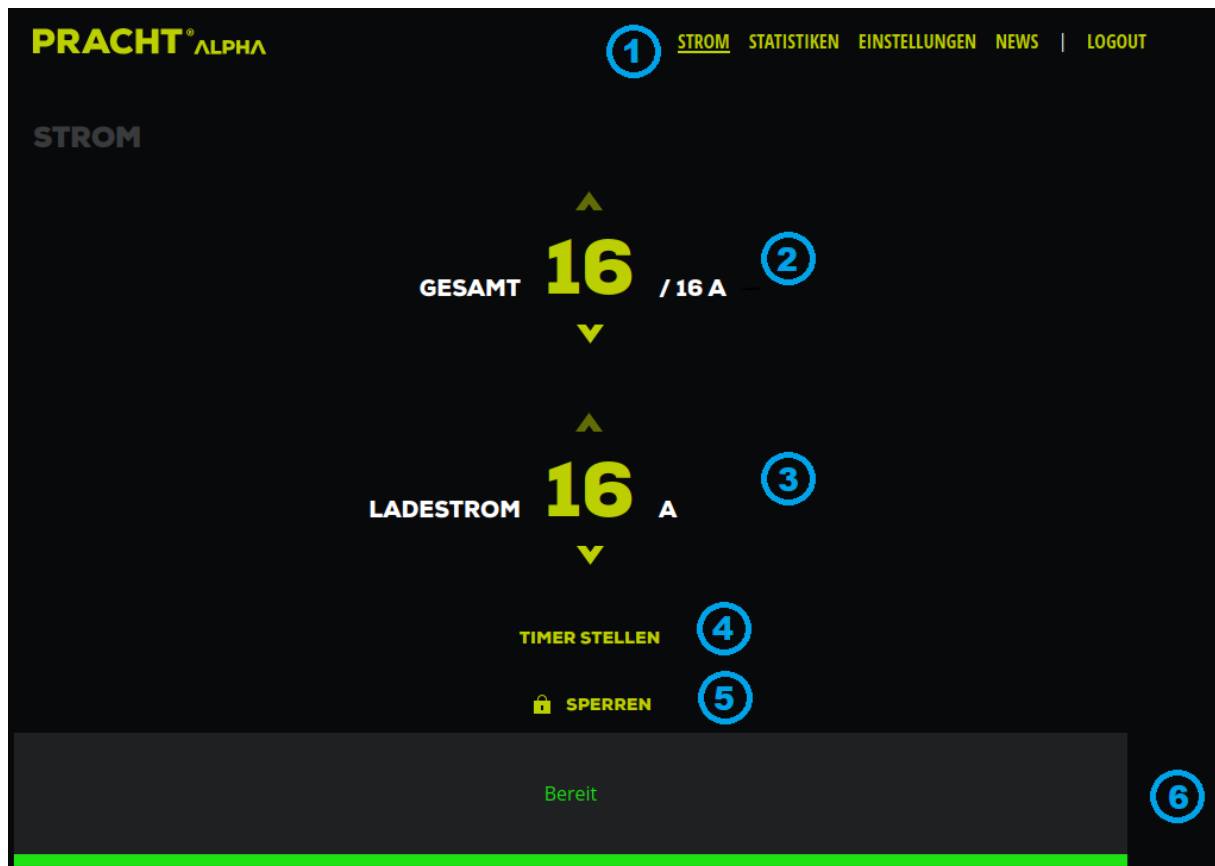 PRACHT® ALPHA
1 STROM STATISTIKEN EINSTELLUNGEN NEWS | LOGOUT
STROM
GESAMT 16 / 16 A 2
LADESTROM 16 A 3
TIMER STELLEN 4
SPERREN 5
Bereit 6